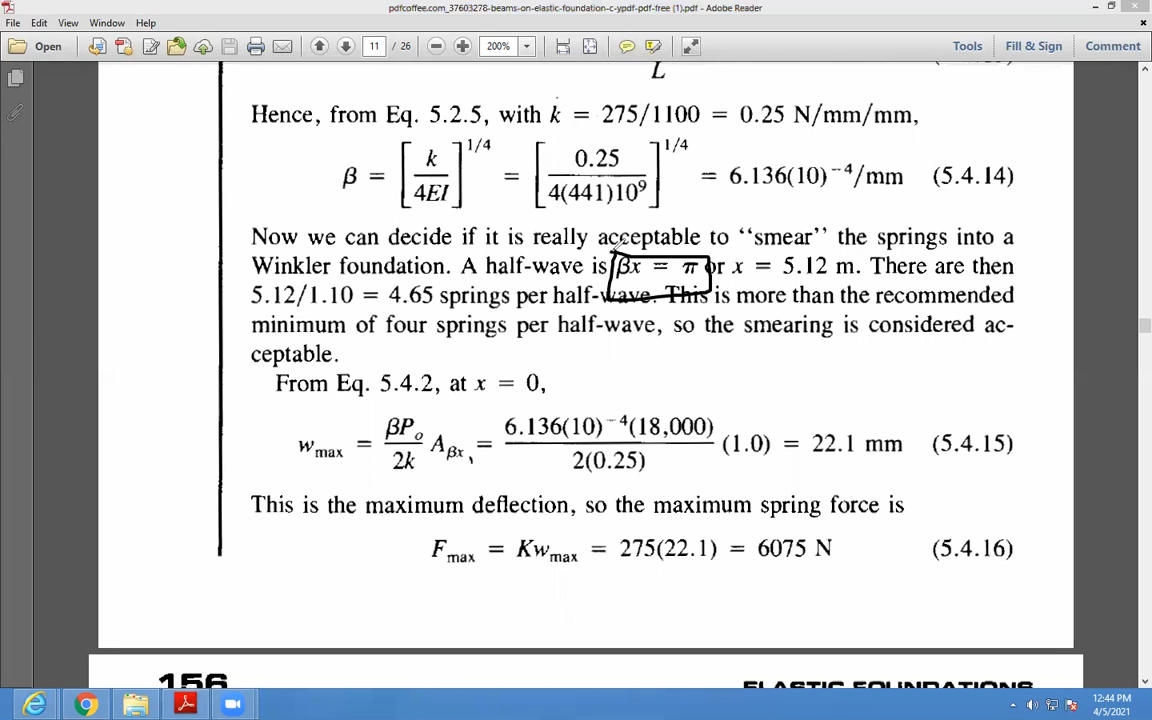 pdfcoffee.com_37603278-beams-on-elastic-foundation-c-ypdf-pdf-free (1).pdf - Adobe Reader
File Edit View Window Help
Open 11 / 26 200% Tools Fill & Sign Comment
L
Hence, from Eq. 5.2.5, with k = 275/1100 = 0.25 N/mm/mm,
β = [k/4EI]^1/4 = [0.25/4(441)10^9]^1/4 = 6.136(10)^−4/mm (5.4.14)
Now we can decide if it is really acceptable to "smear" the springs into a
Winkler foundation. A half-wave is βx = π or x = 5.12 m. There are then
5.12/1.10 = 4.65 springs per half-wave. This is more than the recommended
minimum of four springs per half-wave, so the smearing is considered ac-
ceptable.
From Eq. 5.4.2, at x = 0,
w_max = βP_o/2k A_βx, = 6.136(10)^−4(18,000)/2(0.25) (1.0) = 22.1 mm (5.4.15)
This is the maximum deflection, so the maximum spring force is
F_max = Kw_max = 275(22.1) = 6075 N (5.4.16)
156 ELASTIC FOUNDATIONS
12:44 PM
4/5/2021